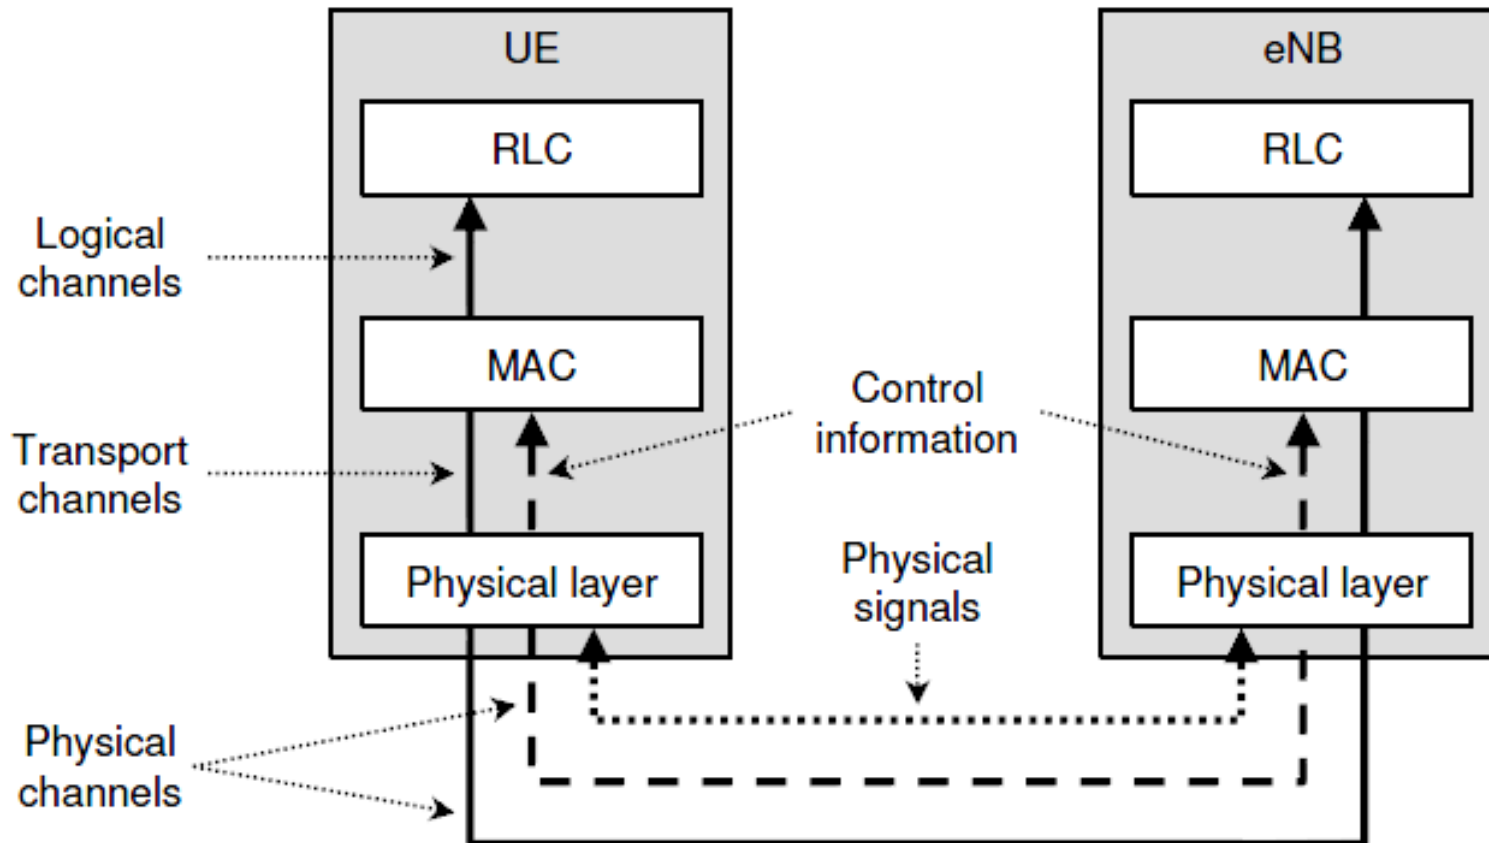 UE
eNB
RLC
RLC
Logical
channels
MAC
MAC
Control
information
Transport
channels
Physical layer
Physical layer
Physical
signals
Physical
channels